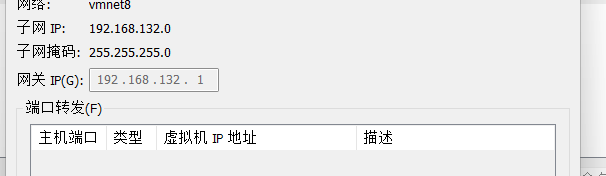 网络: vmnet8
子网 IP: 192.168.132.0
子网掩码: 255.255.255.0
网关 IP(G): 192 . 168 . 132 . 1
端口转发(F)
主机端口 类型 虚拟机 IP 地址 描述